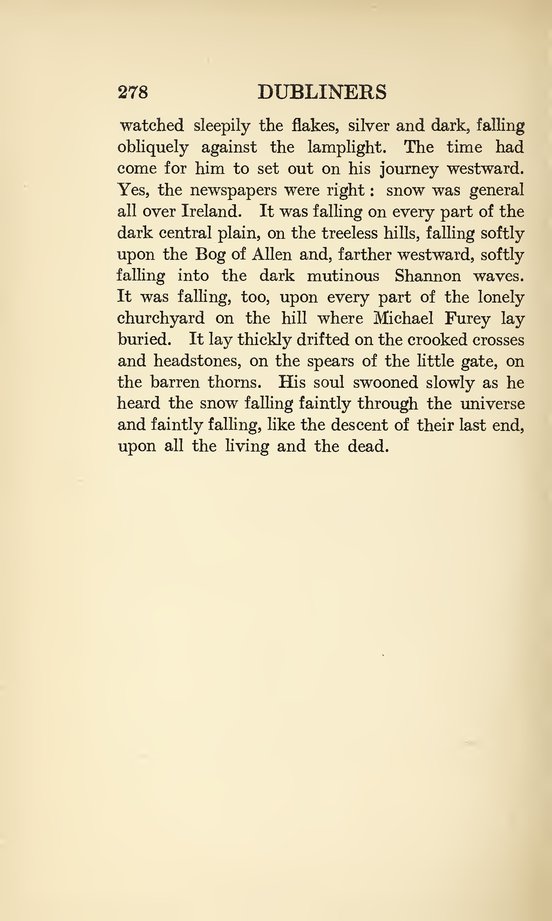 278 DUBLINERS
watched sleepily the flakes, silver and dark, falling
obliquely against the lamplight. The time had
come for him to set out on his journey westward.
Yes, the newspapers were right : snow was general
all over Ireland. It was falling on every part of the
dark central plain, on the treeless hills, falling softly
upon the Bog of Allen and, farther westward, softly
falling into the dark mutinous Shannon waves.
It was falling, too, upon every part of the lonely
churchyard on the hill where Michael Furey lay
buried. It lay thickly drifted on the crooked crosses
and headstones, on the spears of the little gate, on
the barren thorns. His soul swooned slowly as he
heard the snow falling faintly through the universe
and faintly falling, like the descent of their last end,
upon all the living and the dead.